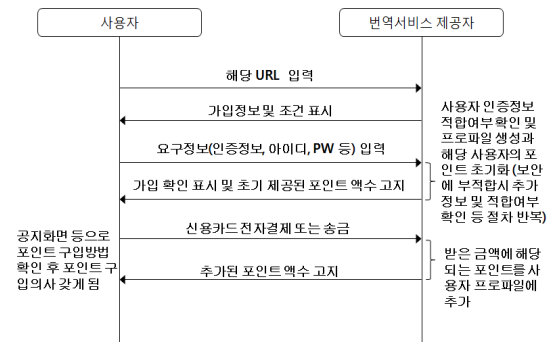 사용자
번역서비스 제공자
해당 URL 입력
가입정보 및 조건 표시
요구정보(인증정보, 아이디, PW 등) 입력
가입 확인 표시 및 초기 제공된 포인트 액수 고지
사용자 인증정보
적합여부 확인 및
프로파일 생성과
해당 사용자의 포
인트 초기화 (보안
에 부적합시 추가
정보 및 적합여부
확인 등 절차 반복)
신용카드 전자결제 또는 송금
추가된 포인트 액수 고지
공지화면 등으로
포인트 구입방법
확인 후 포인트 구
입의사 갖게 됨
받은 금액에 해당
되는 포인트를 사
용자 프로파일에
추가